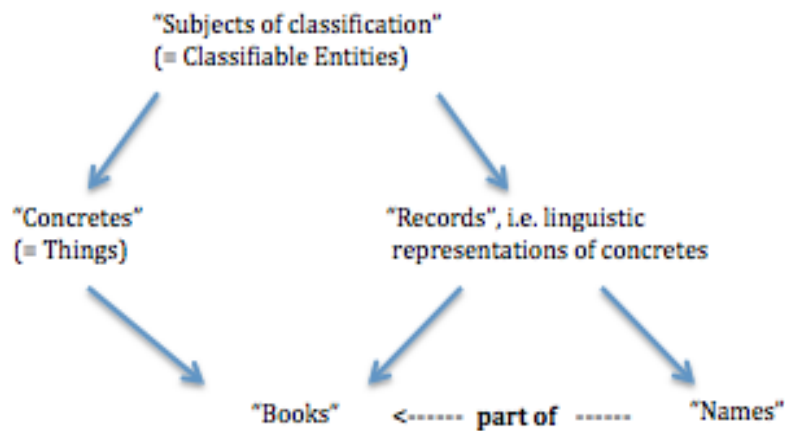 “Subjects of classification”
(= Classifiable Entities)
“Concretes”
(= Things)
“Records”, i.e. linguistic
representations of concretes
“Books” <------ part of ------ “Names”